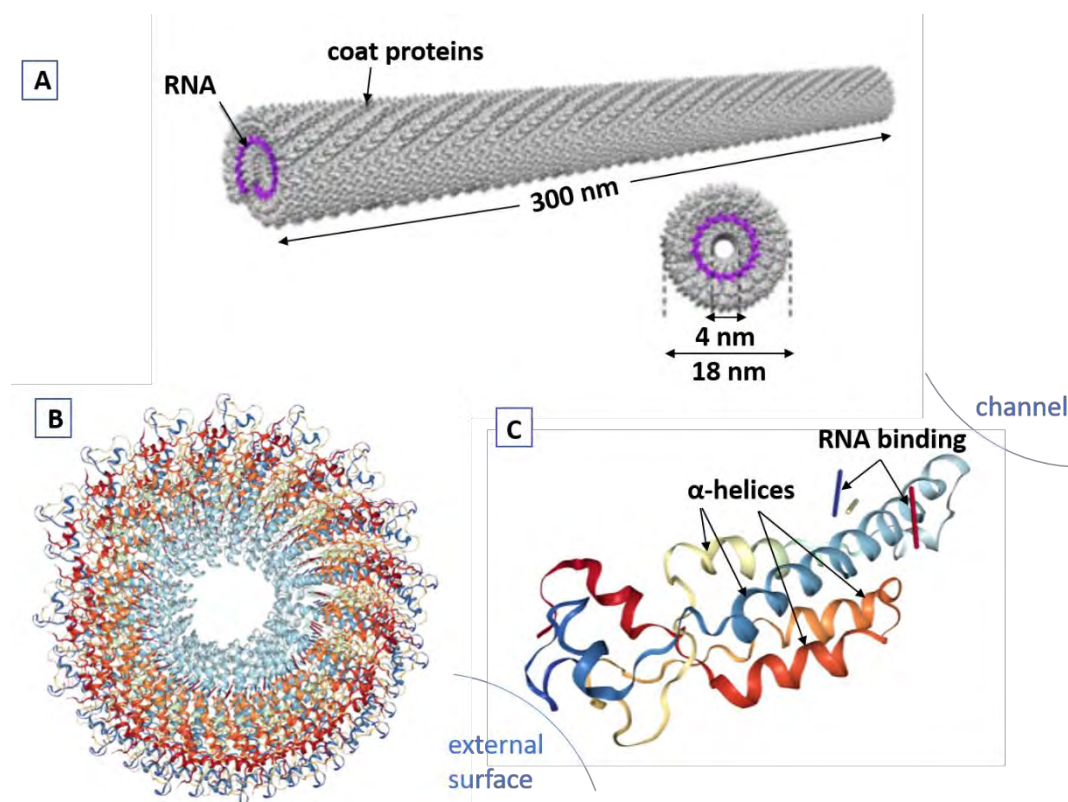 A
coat proteins
RNA
300 nm
4 nm
18 nm
B
C
channel
RNA binding
α-helices
external
surface